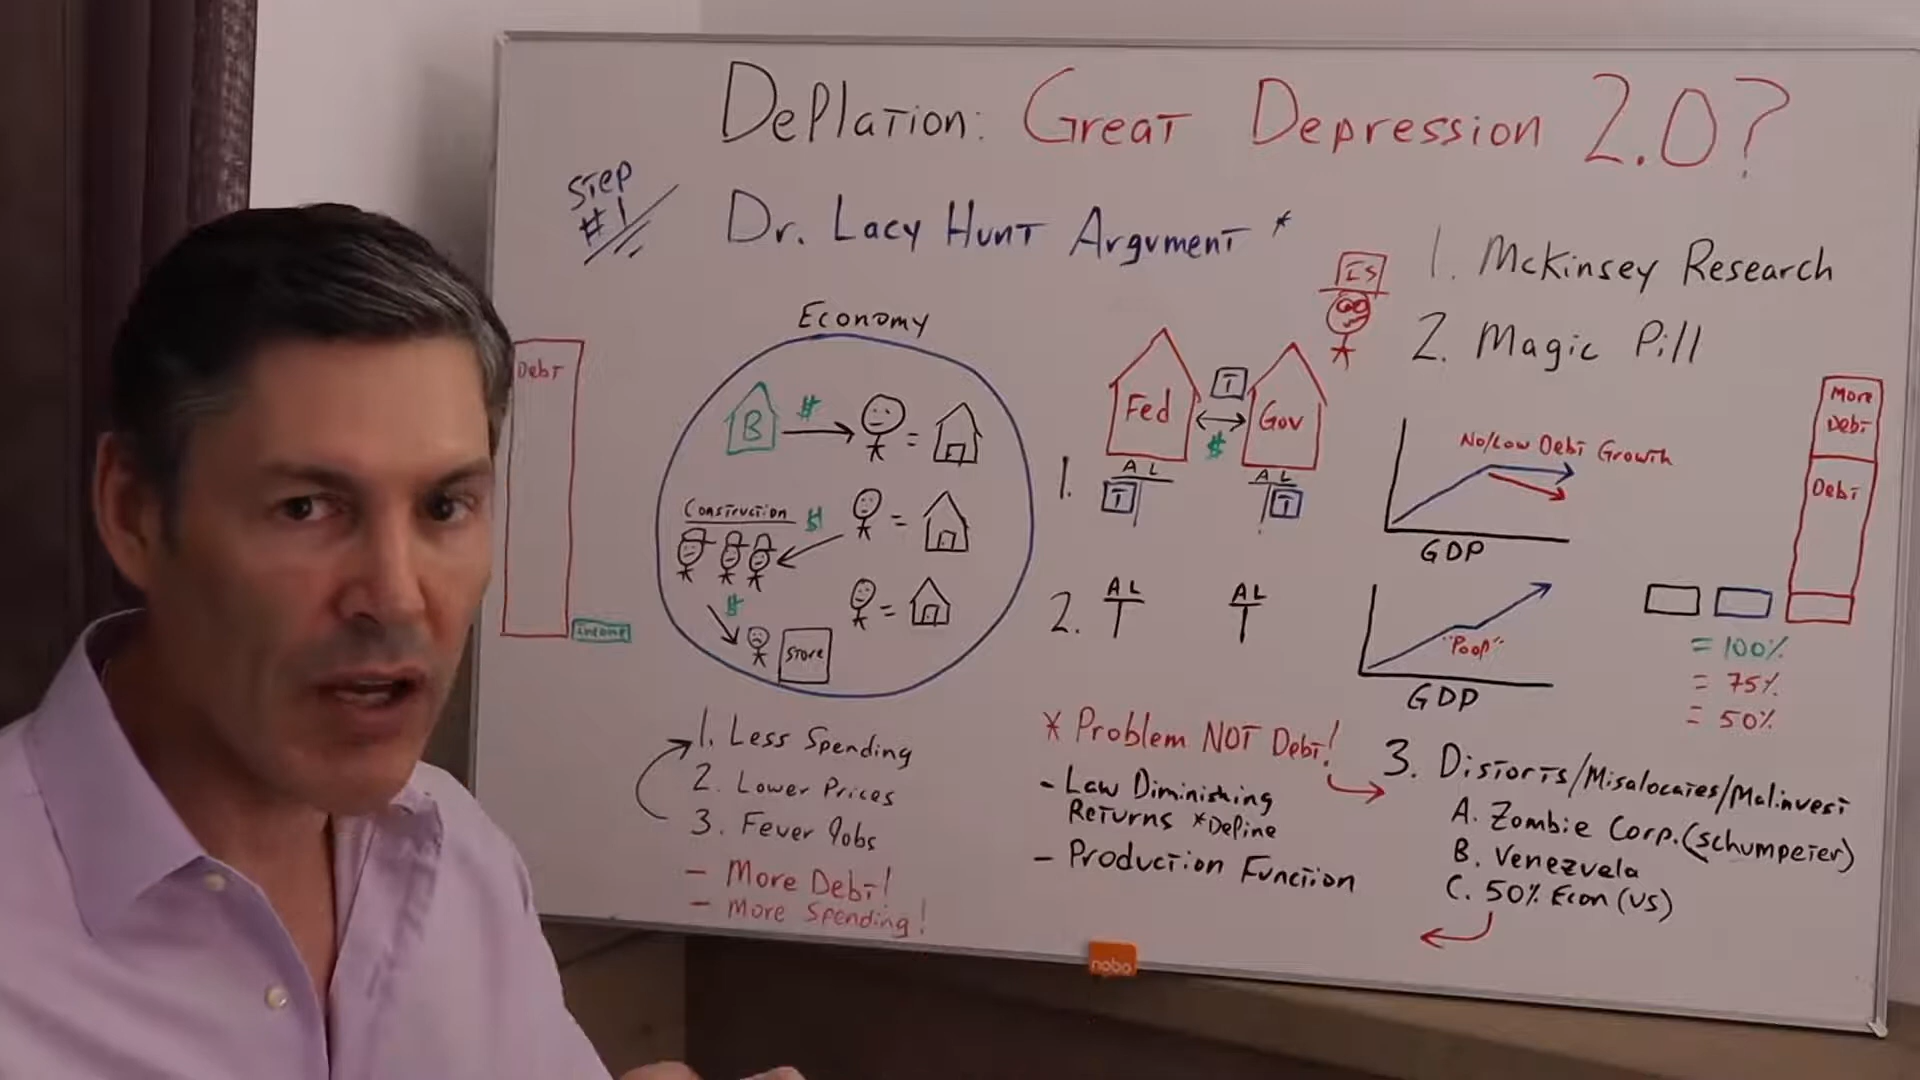 DePlation: Great Depression 2.0?
STep
#1
Dr. Lacy Hunt Argument *
1. McKinsey Research
2. Magic Pill
IS
Economy
Debt
Income
B $ =
Construction $ =
$ =
Store
Fed T Gov
$
1. A L A L
T T
2. A L A L
No/Low Debt Growth
GDP
"Poop"
GDP
More
Debt
Debt
= 100%
= 75%
= 50%
1. Less Spending
2. Lower Prices
3. Fewer Jobs
- More Debt!
- More Spending!
* Problem NOT Debt!
- Law Diminishing
Returns *DePine
- Production Function
3. Distorts/Misalocates/Malinvest
A. Zombie Corp. (Schumpeter)
B. Venezuela
C. 50% Econ (US)
nobo